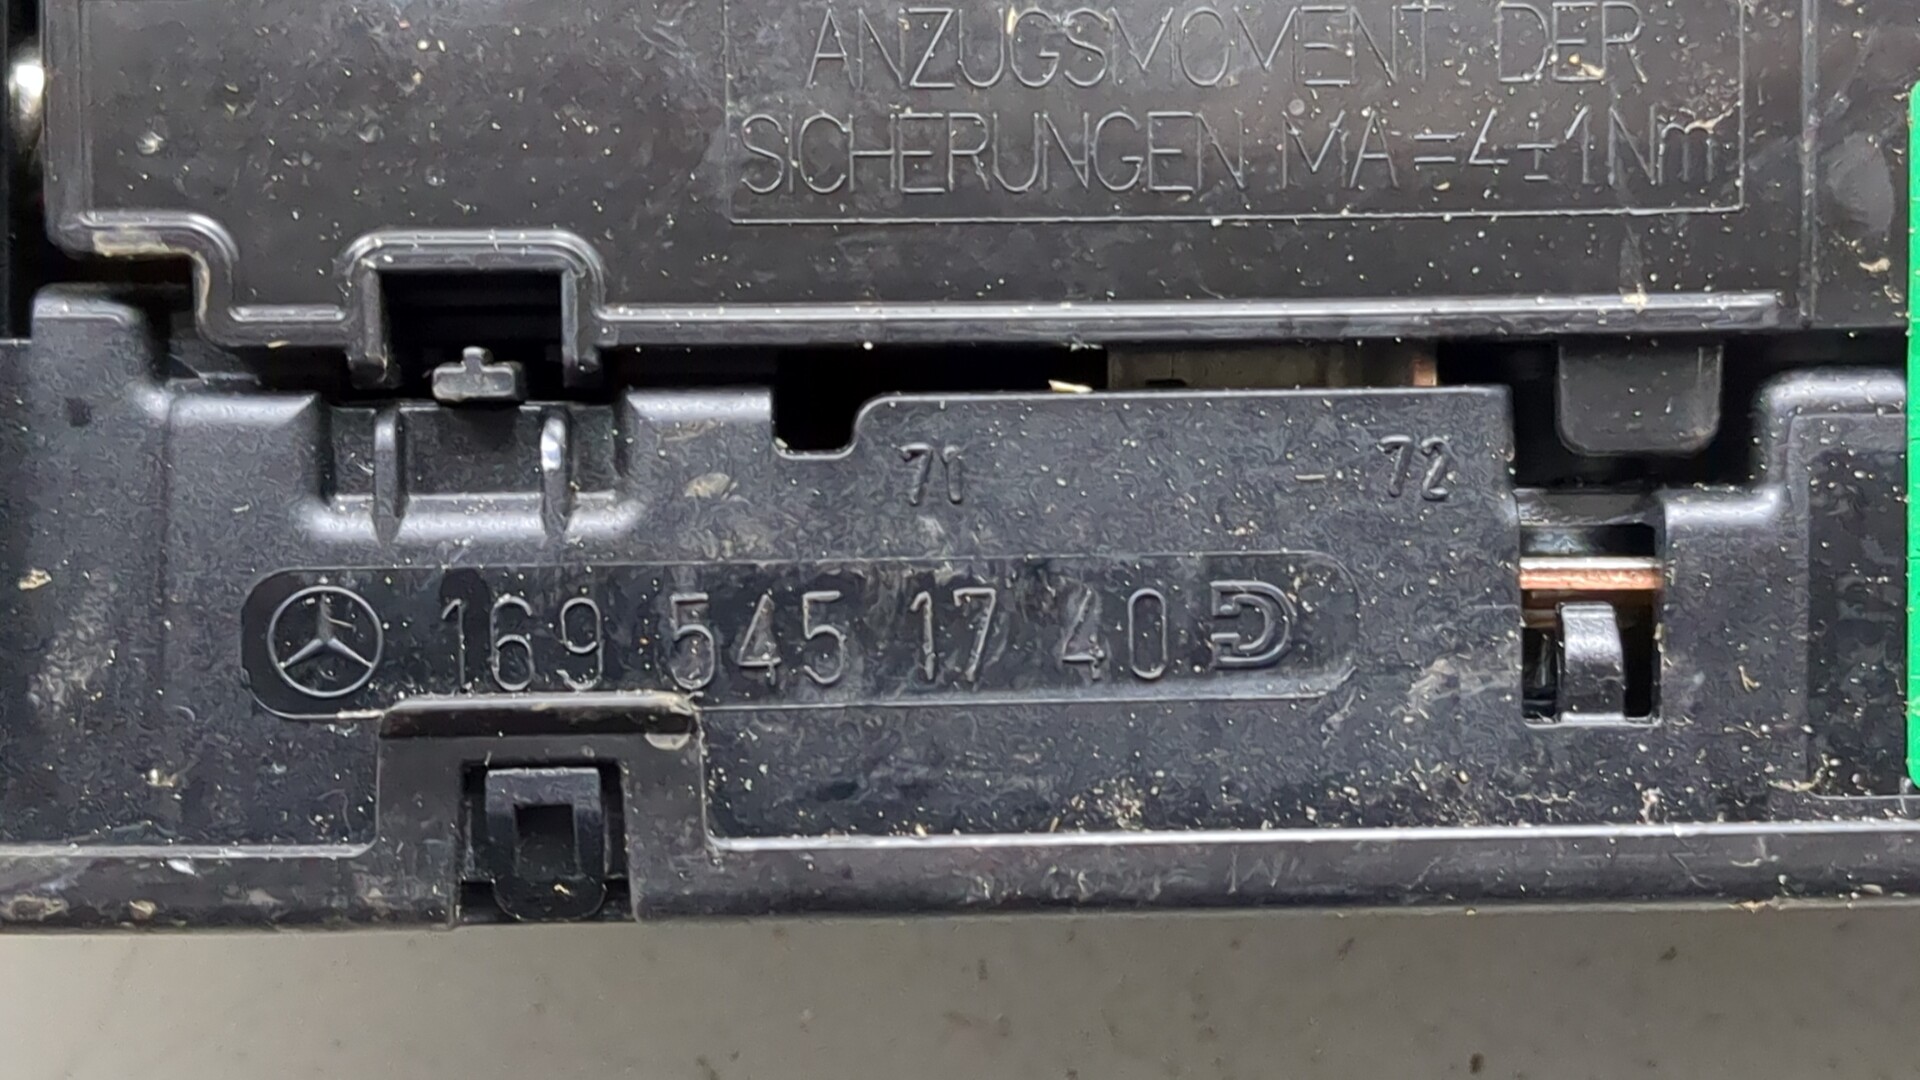 ANZUGSMOMENT DER
SICHERUNGEN MA=4±1Nm
71 72
169 545 17 40